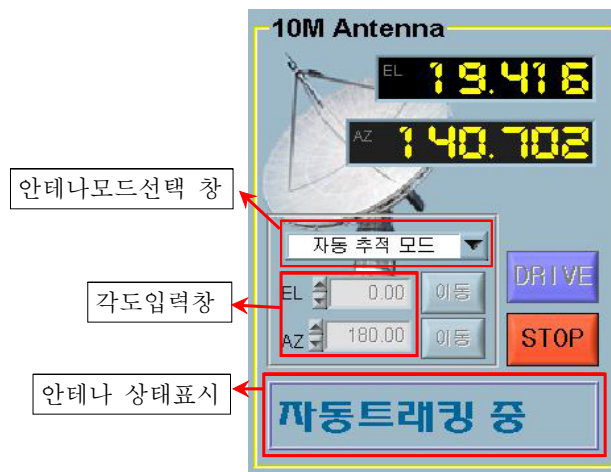 10M Antenna
EL 19.416
AZ 140.702
안테나모드선택 창
자동 추적 모드
각도입력창
EL 0.00 이동
AZ 180.00 이동
DRIVE
STOP
안테나 상태표시
자동트래킹 중